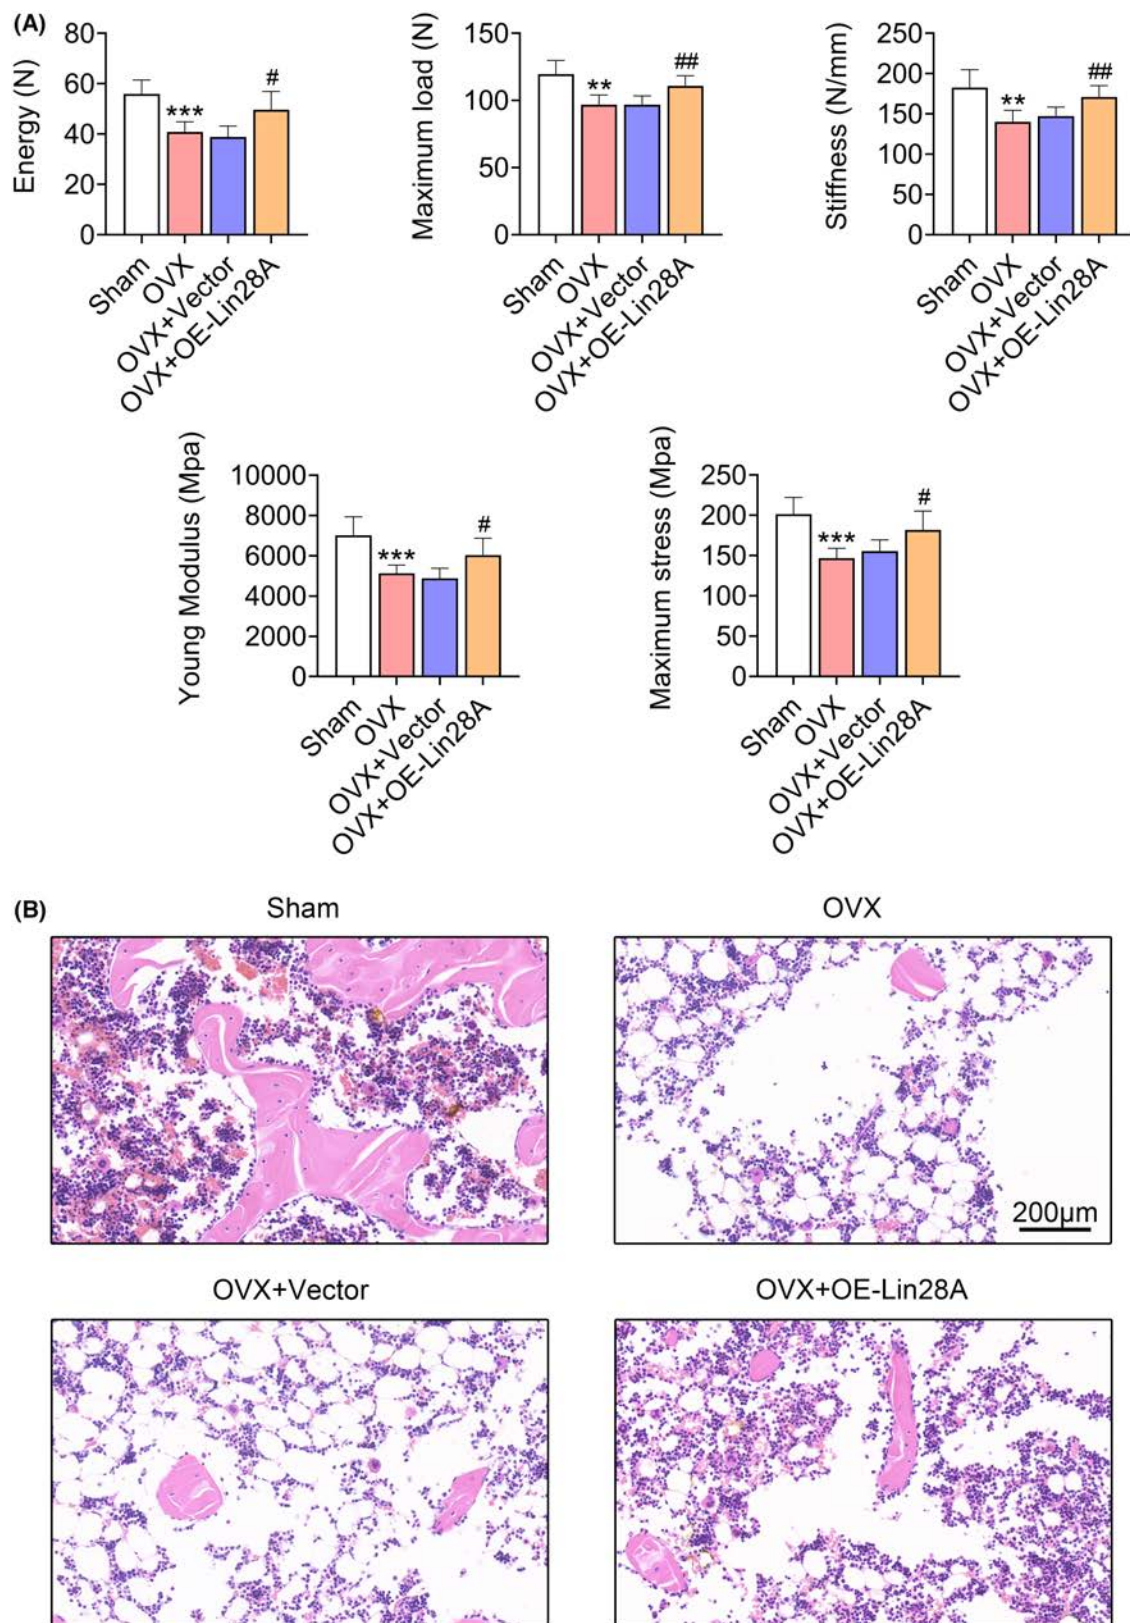 (A)
Energy (N)
80
60
40
20
0
***
#
Sham
OVX
OVX+Vector
OVX+OE-Lin28A
Maximum load (N)
150
100
50
0
**
##
Sham
OVX
OVX+Vector
OVX+OE-Lin28A
Stiffness (N/mm)
250
200
150
100
50
0
**
##
Sham
OVX
OVX+Vector
OVX+OE-Lin28A
Young Modulus (Mpa)
10000
8000
6000
4000
2000
0
***
#
Sham
OVX
OVX+Vector
OVX+OE-Lin28A
Maximum stress (Mpa)
250
200
150
100
50
0
***
#
Sham
OVX
OVX+Vector
OVX+OE-Lin28A
(B)
Sham
OVX
200µm
OVX+Vector
OVX+OE-Lin28A